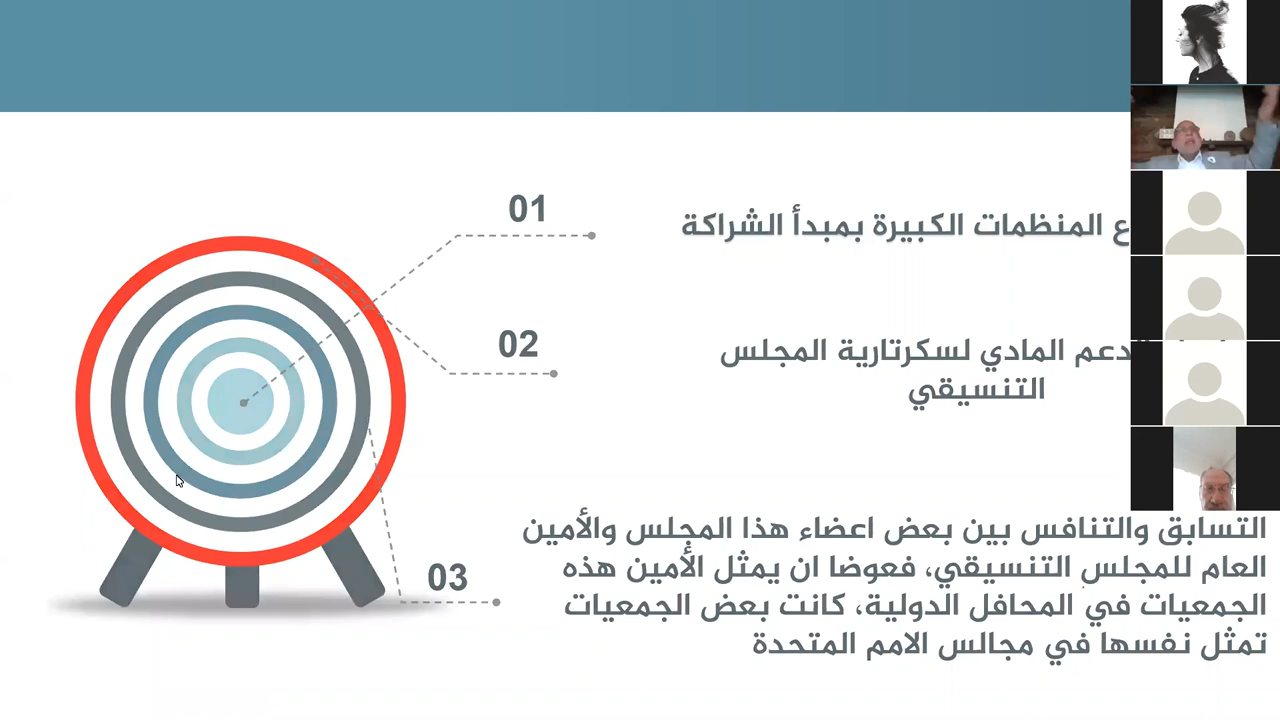 01
المنظمات الكبيرة بمبدأ الشراكة
02
المادي لسكرتارية المجلس
التنسيقي
03
التسابق والتنافس بين بعض اعضاء هذا المجلس والأمين
العام للمجلس التنسيقي، فعوضا ان يمثل الأمين هذه
الجمعيات في المحافل الدولية، كانت بعض الجمعيات
تمثل نفسها في مجالس الامم المتحدة